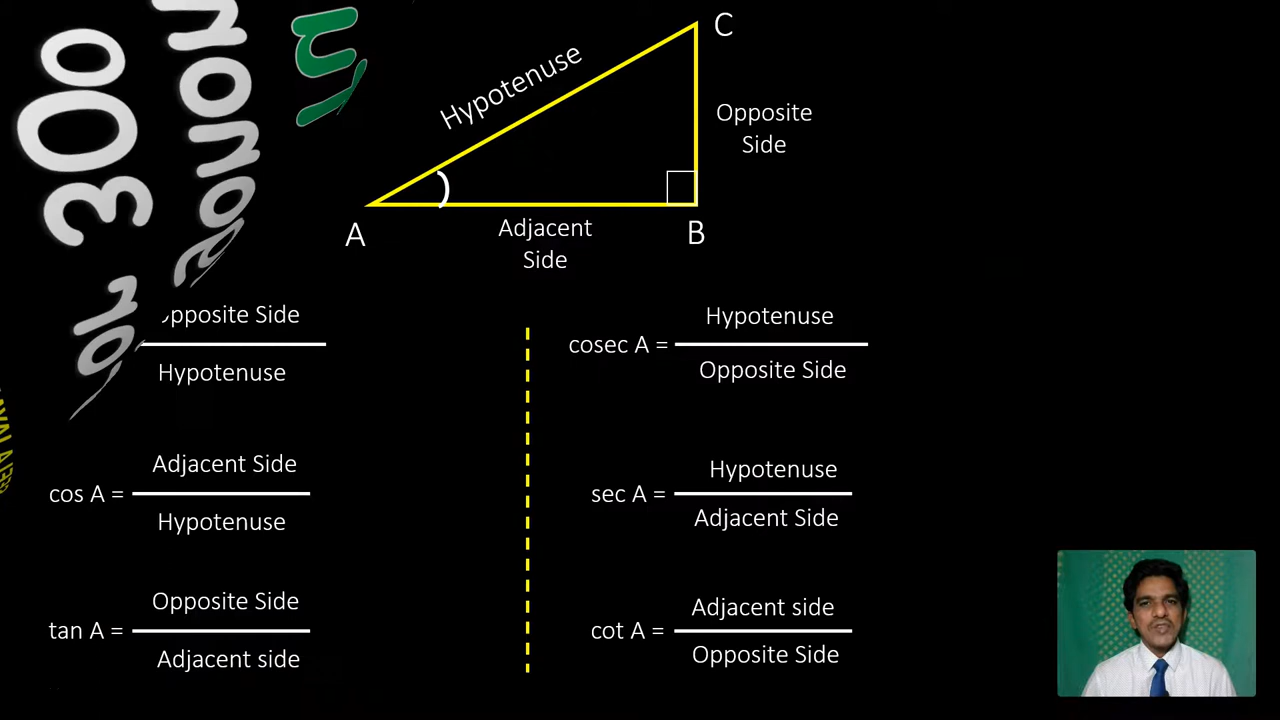 C
Hypotenuse
Opposite
Side
A
Adjacent
Side
B
Side
Hypotenuse
cosec A = Hypotenuse
Opposite Side
cos A = Adjacent Side
Hypotenuse
sec A = Hypotenuse
Adjacent Side
tan A = Opposite Side
Adjacent side
cot A = Adjacent side
Opposite Side